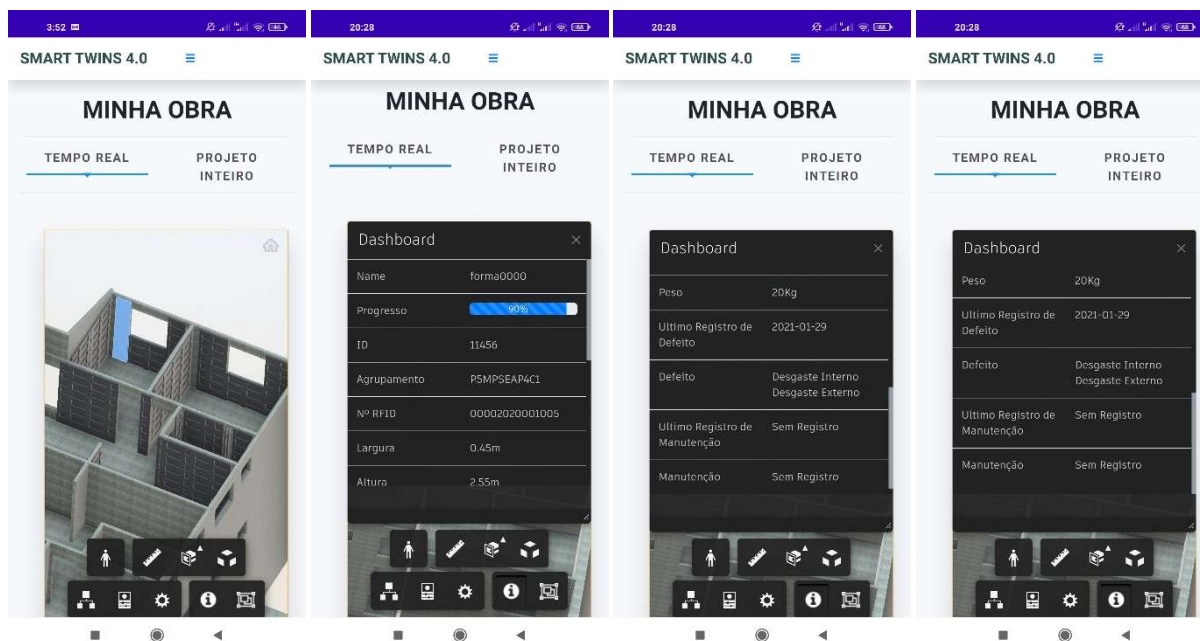 3:52
SMART TWINS 4.0
MINHA OBRA
TEMPO REAL
PROJETO
INTEIRO
20:28
SMART TWINS 4.0
MINHA OBRA
TEMPO REAL
PROJETO
INTEIRO
Dashboard
Name forma0000
Progresso 90%
ID 11456
Agrupamento P5MPSEAP4C1
Nº RFID 00002020001005
Largura 0.45m
Altura 2.55m
20:28
SMART TWINS 4.0
MINHA OBRA
TEMPO REAL
PROJETO
INTEIRO
Dashboard
Peso 20Kg
Ultimo Registro de 2021-01-29
Defeito
Defeito Desgaste Interno
Desgaste Externo
Ultimo Registro de Sem Registro
Manutenção
Manutenção Sem Registro
20:28
SMART TWINS 4.0
MINHA OBRA
TEMPO REAL
PROJETO
INTEIRO
Dashboard
Peso 20Kg
Ultimo Registro de 2021-01-29
Defeito
Defeito Desgaste Interno
Desgaste Externo
Ultimo Registro de Sem Registro
Manutenção
Manutenção Sem Registro